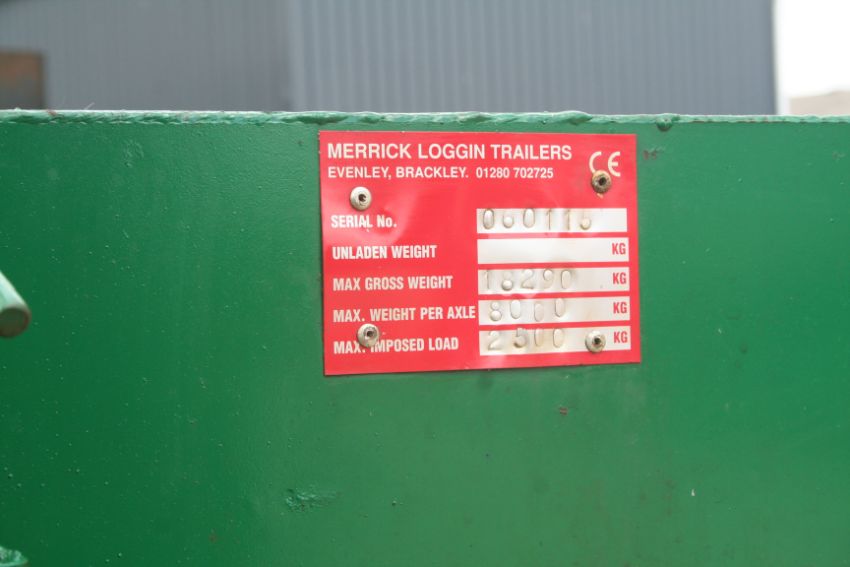 MERRICK LOGGIN TRAILERS
EVENLEY, BRACKLEY. 01280 702725
CE
SERIAL No. 060115
UNLADEN WEIGHT KG
MAX GROSS WEIGHT 18290 KG
MAX. WEIGHT PER AXLE 8000 KG
MAX. IMPOSED LOAD 2500 KG